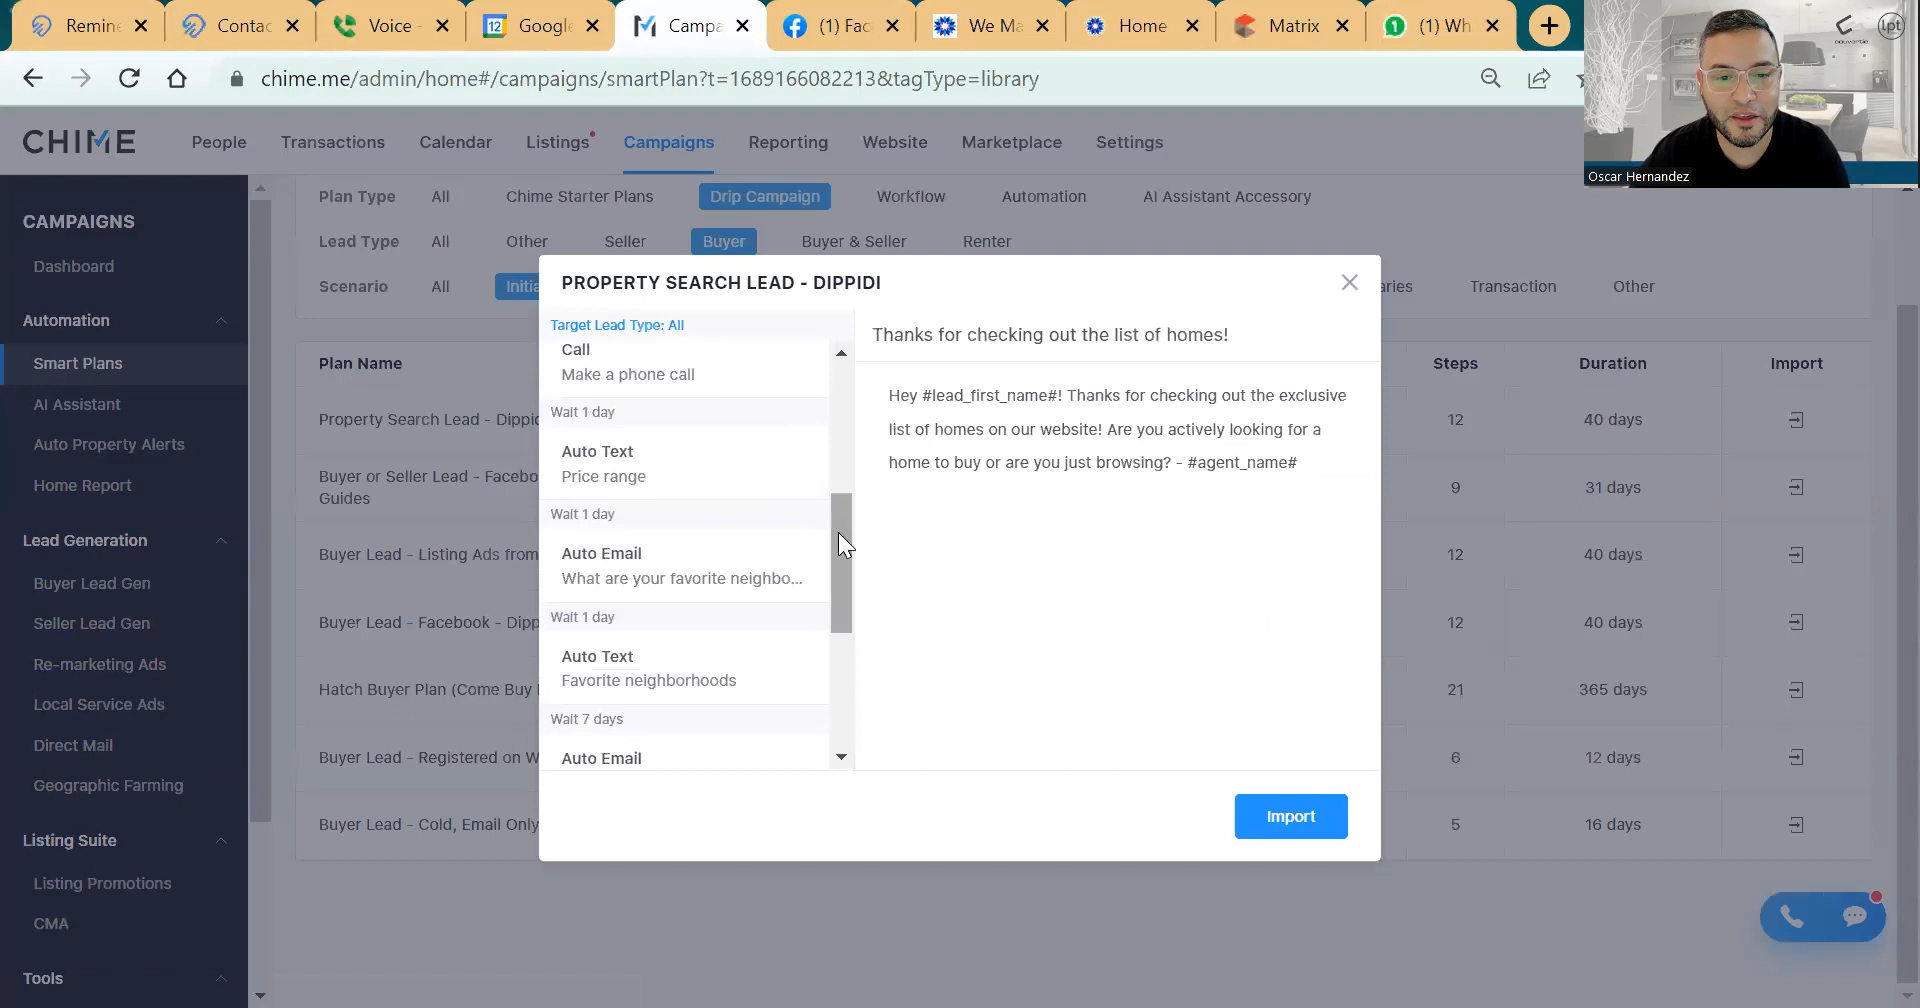 Remin
Contac
Voice -
12
Google
Campa
(1) Fac
We Ma
Home
Matrix
1
(1) Wh
chime.me/admin/home#/campaigns/smartPlan?t=1689166082213&tagType=library
lpt
Oscar Hernandez
CHIME
People
Transactions
Calendar
Listings
Campaigns
Reporting
Website
Marketplace
Settings
CAMPAIGNS
Dashboard
Automation
Smart Plans
AI Assistant
Auto Property Alerts
Home Report
Lead Generation
Buyer Lead Gen
Seller Lead Gen
Re-marketing Ads
Local Service Ads
Direct Mail
Geographic Farming
Listing Suite
Listing Promotions
CMA
Tools
Plan Type All Chime Starter Plans Drip Campaign Workflow Automation AI Assistant Accessory
Lead Type All Other Seller Buyer Buyer & Seller Renter
Scenario All Initia aries Transaction Other
Plan Name Steps Duration Import
Property Search Lead - Dippid 12 40 days
Buyer or Seller Lead - Facebo
Guides 9 31 days
Buyer Lead - Listing Ads from 12 40 days
Buyer Lead - Facebook - Dipp 12 40 days
Hatch Buyer Plan (Come Buy 21 365 days
Buyer Lead - Registered on W 6 12 days
Buyer Lead - Cold, Email Only 5 16 days
PROPERTY SEARCH LEAD - DIPPIDI
Target Lead Type: All
Call
Make a phone call
Wait 1 day
Auto Text
Price range
Wait 1 day
Auto Email
What are your favorite neighbo...
Wait 1 day
Auto Text
Favorite neighborhoods
Wait 7 days
Auto Email
Thanks for checking out the list of homes!
Hey #lead_first_name#! Thanks for checking out the exclusive
list of homes on our website! Are you actively looking for a
home to buy or are you just browsing? - #agent_name#
Import